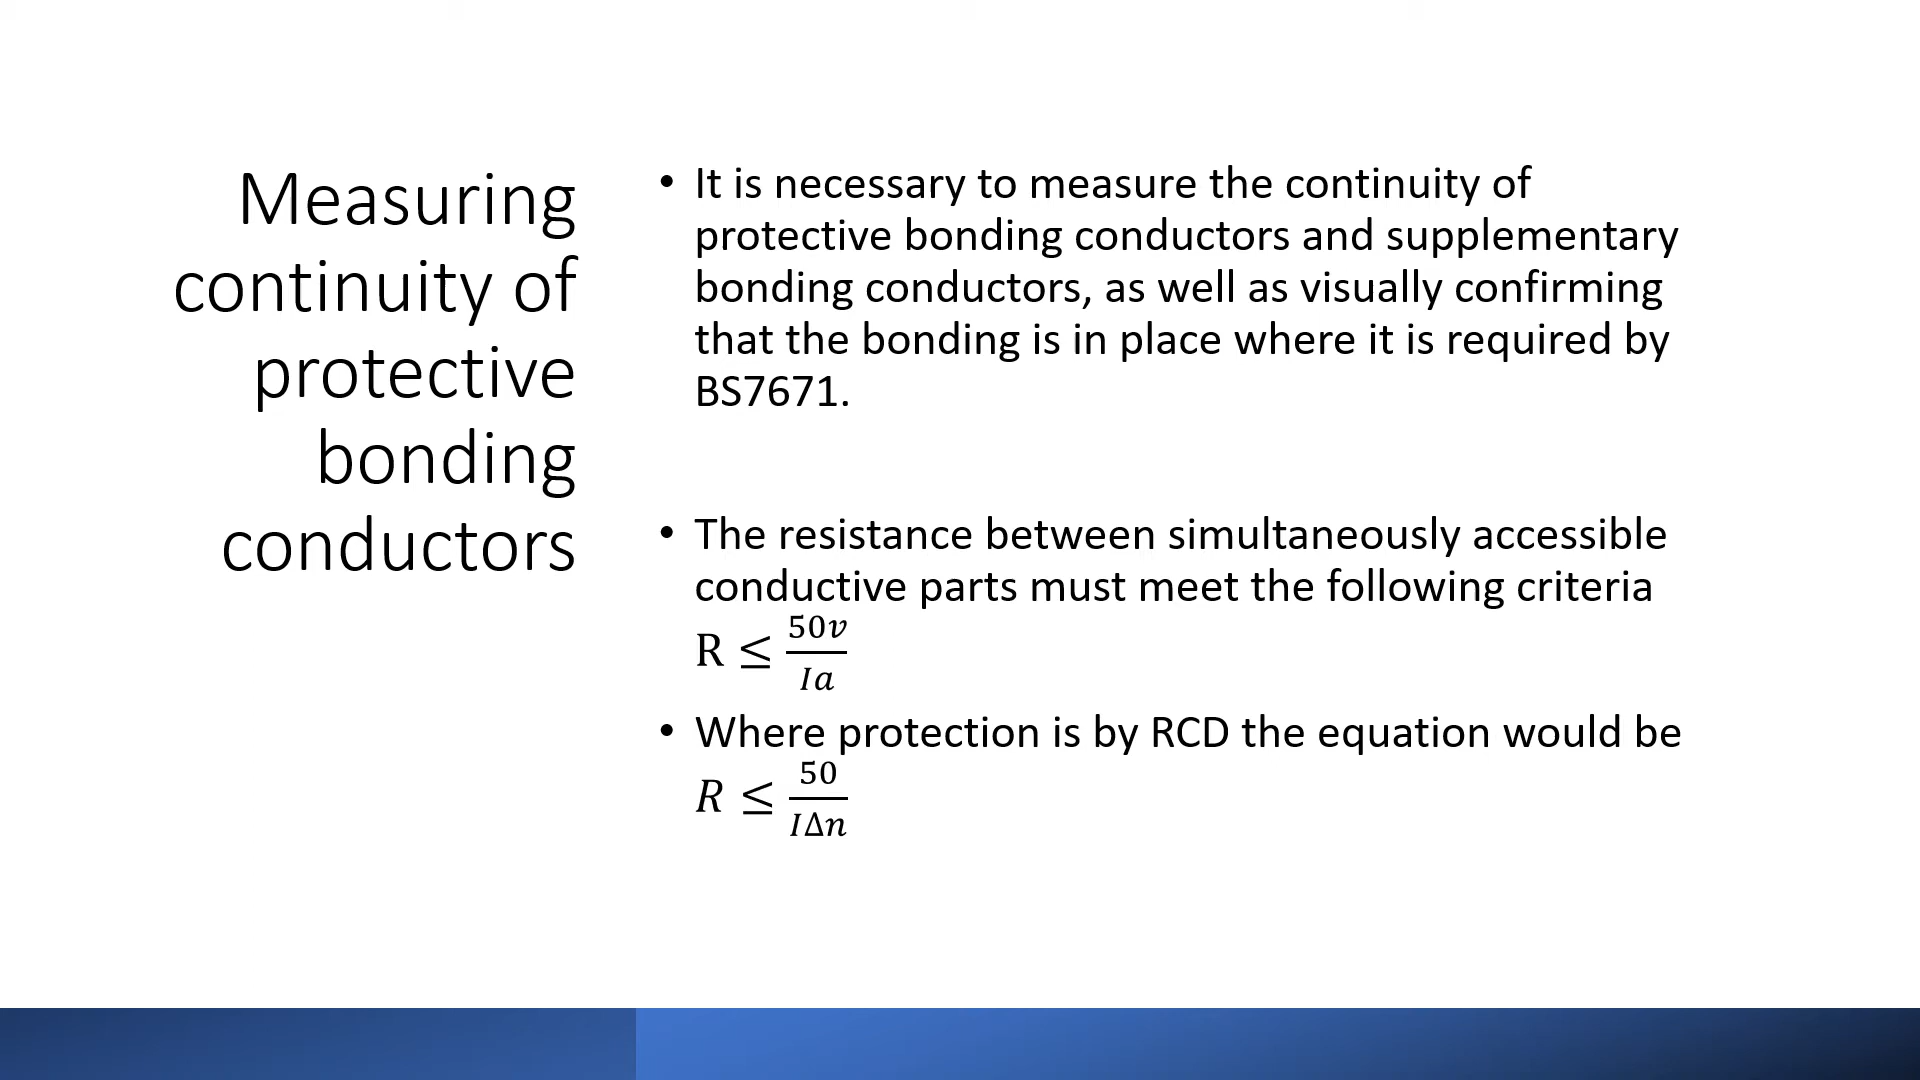 Measuring
continuity of
protective
bonding
conductors
• It is necessary to measure the continuity of
protective bonding conductors and supplementary
bonding conductors, as well as visually confirming
that the bonding is in place where it is required by
BS7671.
• The resistance between simultaneously accessible
conductive parts must meet the following criteria
R ≤ 50v/Ia
• Where protection is by RCD the equation would be
R ≤ 50/IΔn